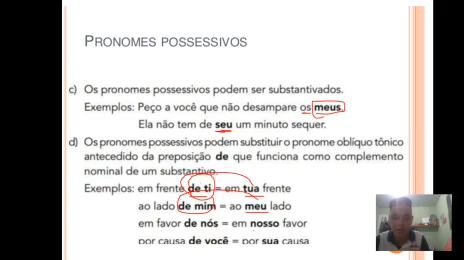 PRONOMES POSSESSIVOS
c) Os pronomes possessivos podem ser substantivados.
Exemplos: Peço a você que não desampare os meus.
Ela não tem de seu um minuto sequer.
d) Os pronomes possessivos podem substituir o pronome oblíquo tônico
antecedido da preposição de que funciona como complemento
nominal de um substantivo.
Exemplos: em frente de ti = em tua frente
ao lado de mim = ao meu lado
em favor de nós = em nosso favor
por causa de você = por sua causa